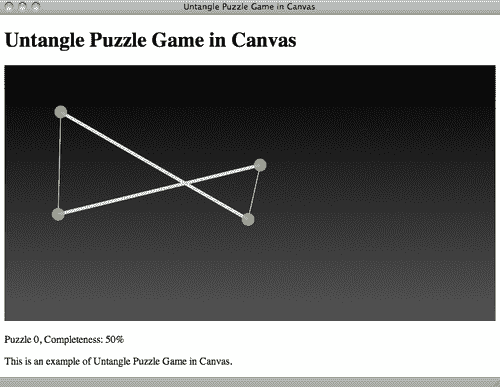 Untangle Puzzle Game in Canvas
Untangle Puzzle Game in Canvas
Puzzle 0, Completeness: 50%
This is an example of Untangle Puzzle Game in Canvas.